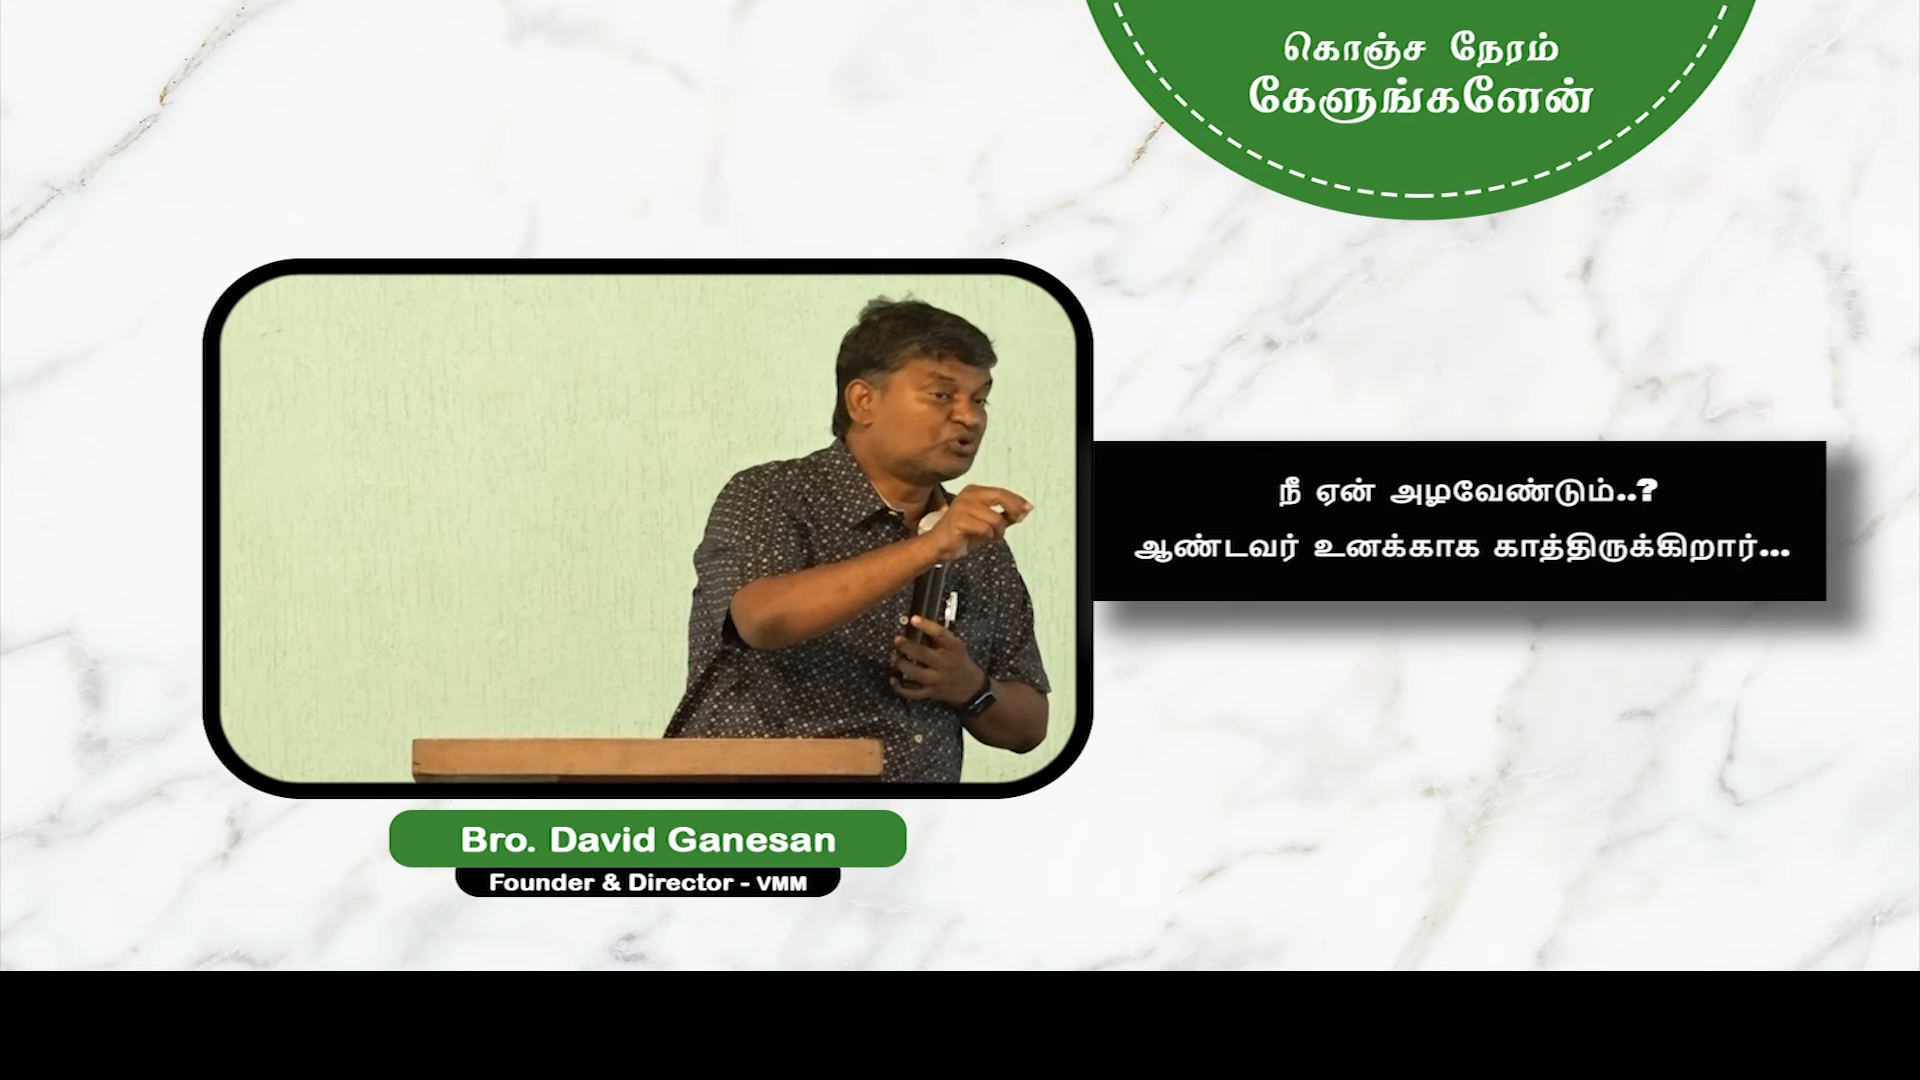 கொஞ்ச நேரம்
கேளுங்களேன்
நீ ஏன் அழவேண்டும்..?
ஆண்டவர் உனக்காக காத்திருக்கிறார்...
Bro. David Ganesan
Founder & Director - VMM